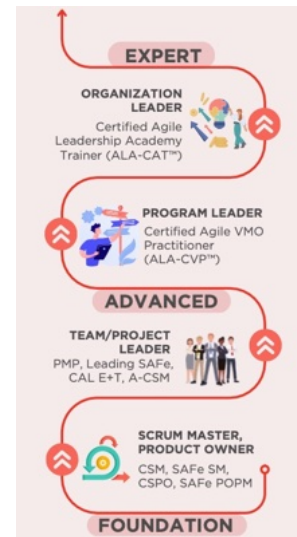 EXPERT
ORGANIZATION
LEADER
Certified Agile
Leadership Academy
Trainer (ALA-CAT™)
PROGRAM LEADER
Certified Agile VMO
Practitioner
(ALA-CVP™)
ADVANCED
TEAM/PROJECT
LEADER
PMP, Leading SAFe,
CAL E+T, A-CSM
SCRUM MASTER,
PRODUCT OWNER
CSM, SAFe SM,
CSPO, SAFe POPM
FOUNDATION